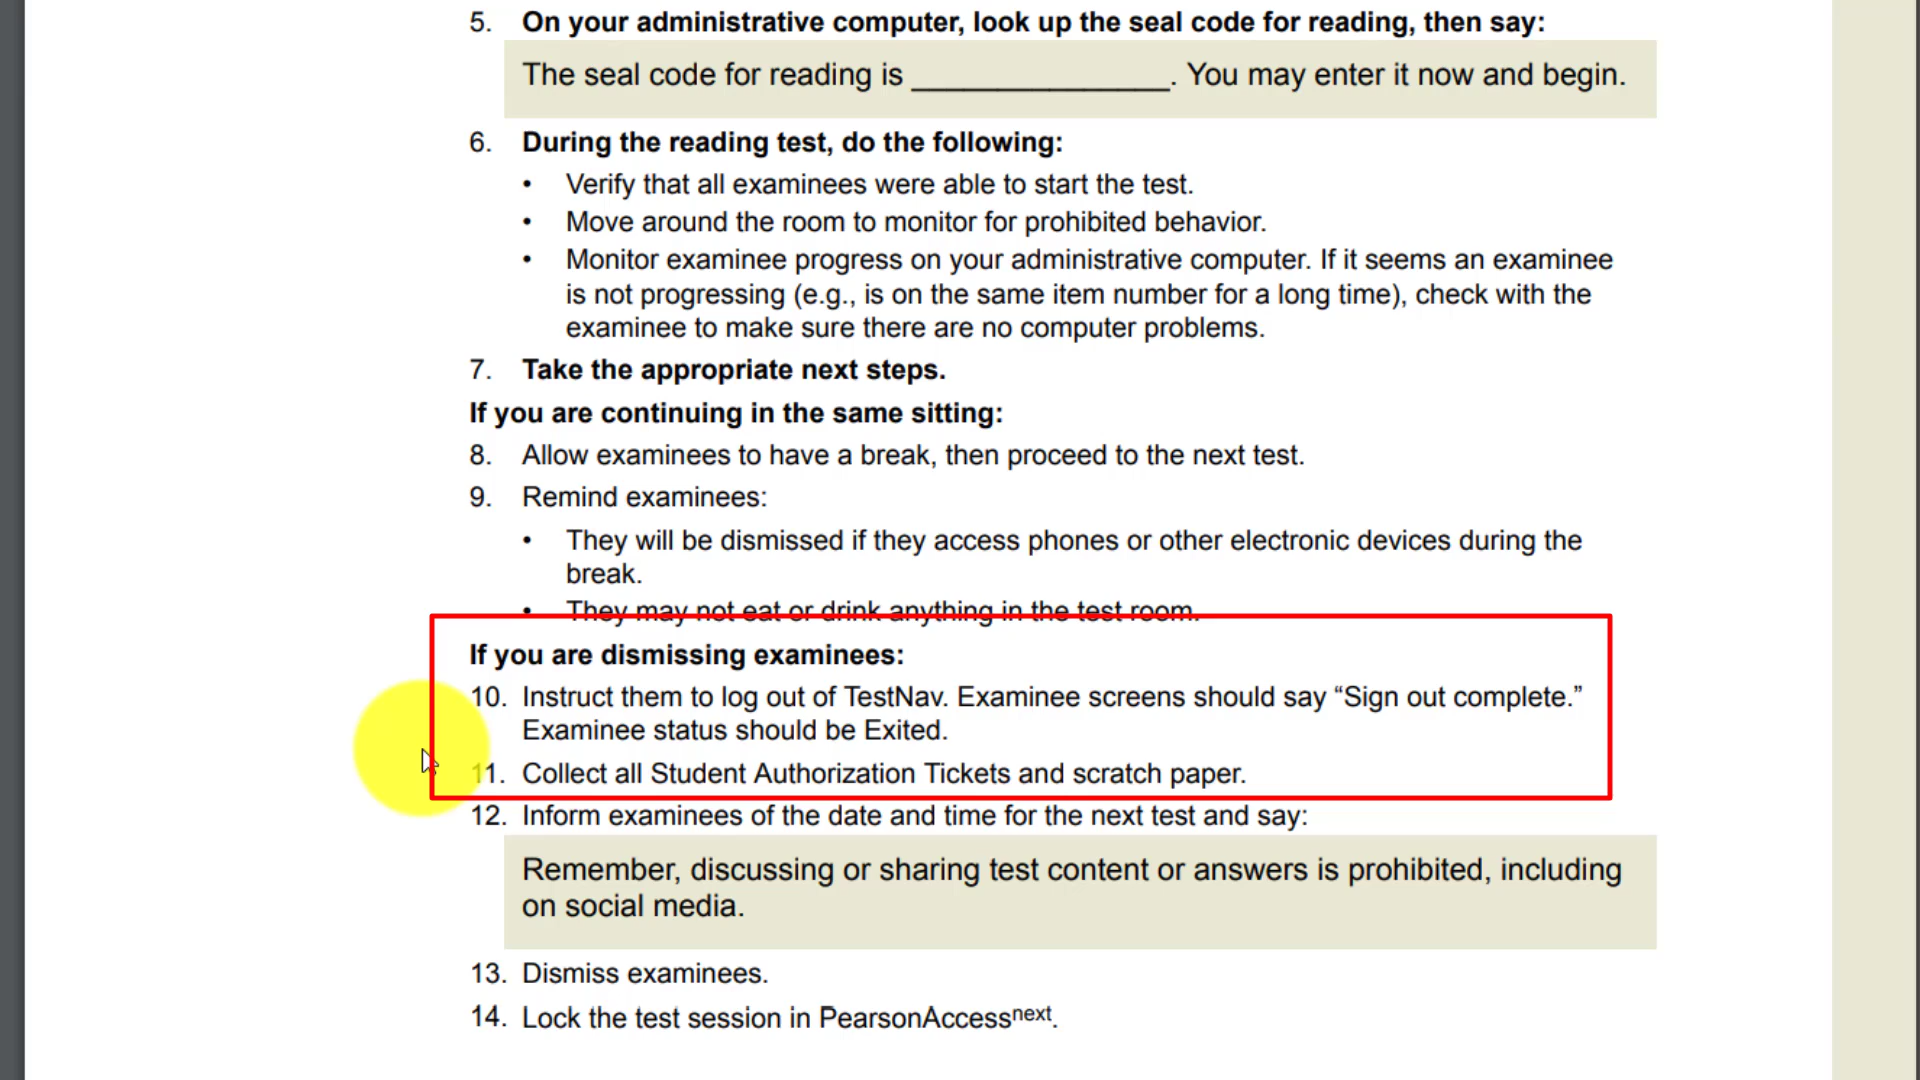 5. On your administrative computer, look up the seal code for reading, then say:
The seal code for reading is _______________. You may enter it now and begin.
6. During the reading test, do the following:
• Verify that all examinees were able to start the test.
• Move around the room to monitor for prohibited behavior.
• Monitor examinee progress on your administrative computer. If it seems an examinee
is not progressing (e.g., is on the same item number for a long time), check with the
examinee to make sure there are no computer problems.
7. Take the appropriate next steps.
If you are continuing in the same sitting:
8. Allow examinees to have a break, then proceed to the next test.
9. Remind examinees:
• They will be dismissed if they access phones or other electronic devices during the
break.
• They may not eat or drink anything in the test room.
If you are dismissing examinees:
10. Instruct them to log out of TestNav. Examinee screens should say “Sign out complete.”
Examinee status should be Exited.
11. Collect all Student Authorization Tickets and scratch paper.
12. Inform examinees of the date and time for the next test and say:
Remember, discussing or sharing test content or answers is prohibited, including
on social media.
13. Dismiss examinees.
14. Lock the test session in PearsonAccessnext.